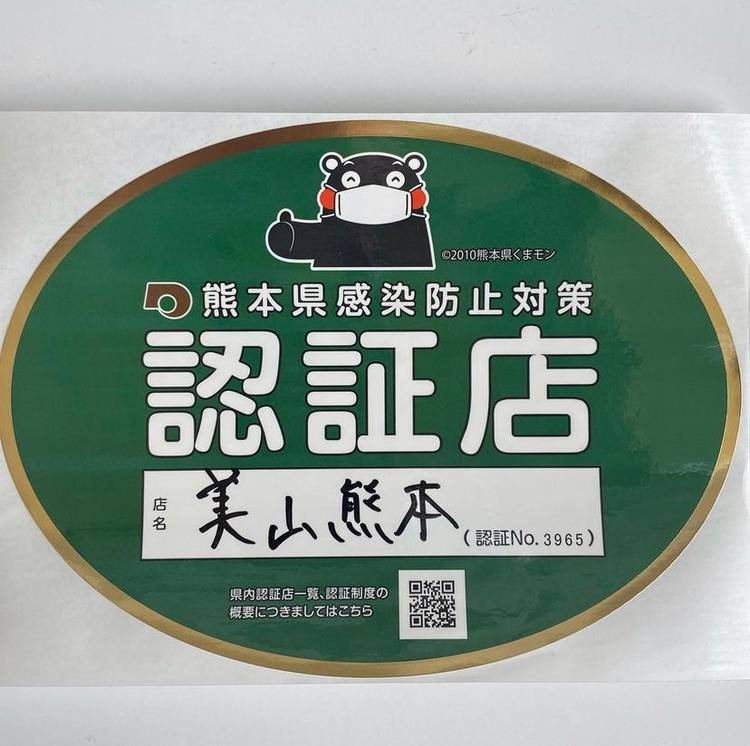 ©2010熊本県くまモン
熊本県感染防止対策
認証店
店名
美山熊本
(認証No.3965)
県内認証店一覧、認証制度の
概要につきましてはこちら